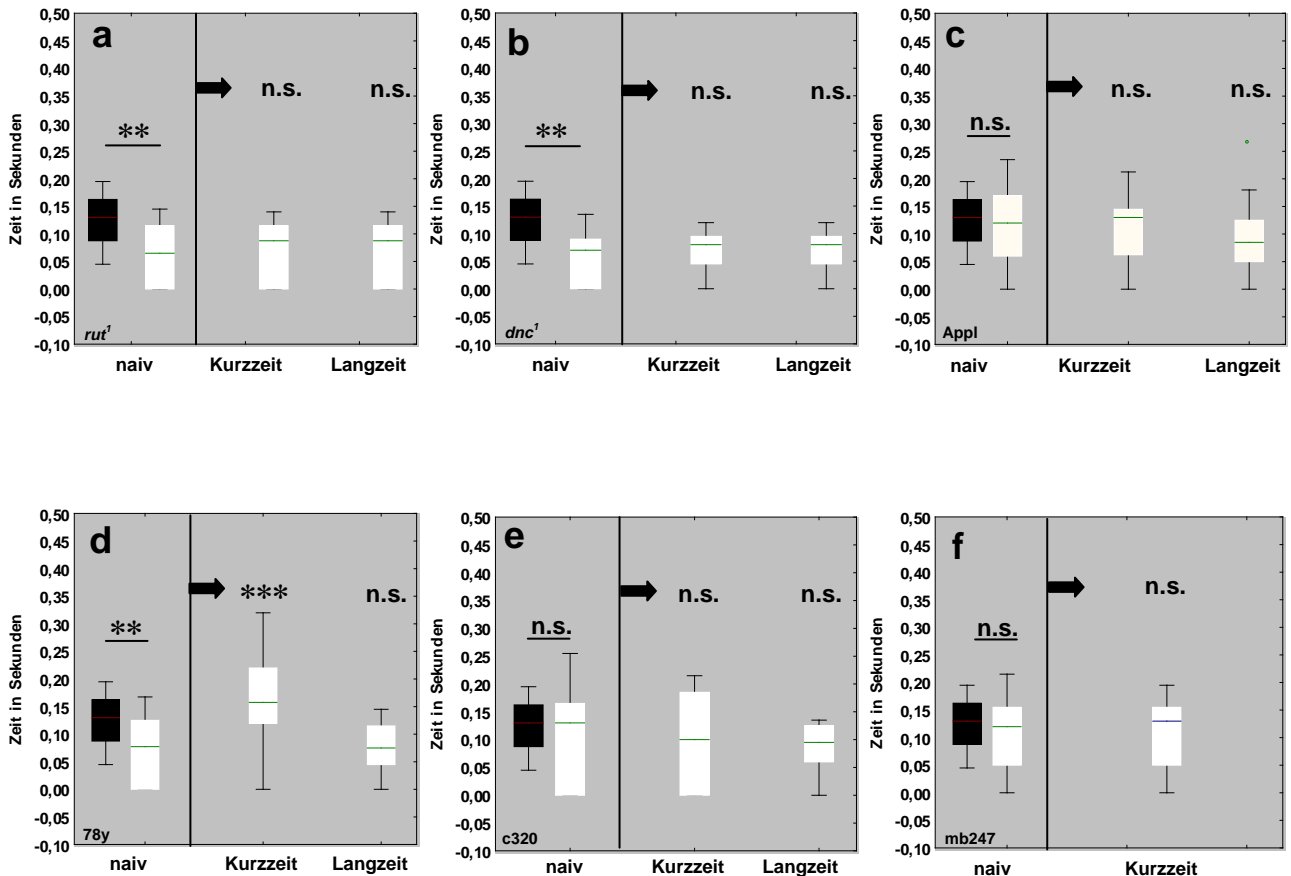 a
n.s. n.s.
**
Zeit in Sekunden
0,50
0,45
0,40
0,35
0,30
0,25
0,20
0,15
0,10
0,05
0,00
-0,05
-0,10
rut¹
naiv Kurzzeit Langzeit
b
n.s. n.s.
**
Zeit in Sekunden
0,50
0,45
0,40
0,35
0,30
0,25
0,20
0,15
0,10
0,05
0,00
-0,05
-0,10
dnc¹
naiv Kurzzeit Langzeit
c
n.s. n.s.
n.s.
Zeit in Sekunden
0,50
0,45
0,40
0,35
0,30
0,25
0,20
0,15
0,10
0,05
0,00
-0,05
-0,10
Appl
naiv Kurzzeit Langzeit
d
*** n.s.
**
Zeit in Sekunden
0,50
0,45
0,40
0,35
0,30
0,25
0,20
0,15
0,10
0,05
0,00
-0,05
-0,10
78y
naiv Kurzzeit Langzeit
e
n.s. n.s.
n.s.
Zeit in Sekunden
0,50
0,45
0,40
0,35
0,30
0,25
0,20
0,15
0,10
0,05
0,00
-0,05
-0,10
c320
naiv Kurzzeit Langzeit
f
n.s.
n.s.
Zeit in Sekunden
0,50
0,45
0,40
0,35
0,30
0,25
0,20
0,15
0,10
0,05
0,00
-0,05
-0,10
mb247
naiv Kurzzeit